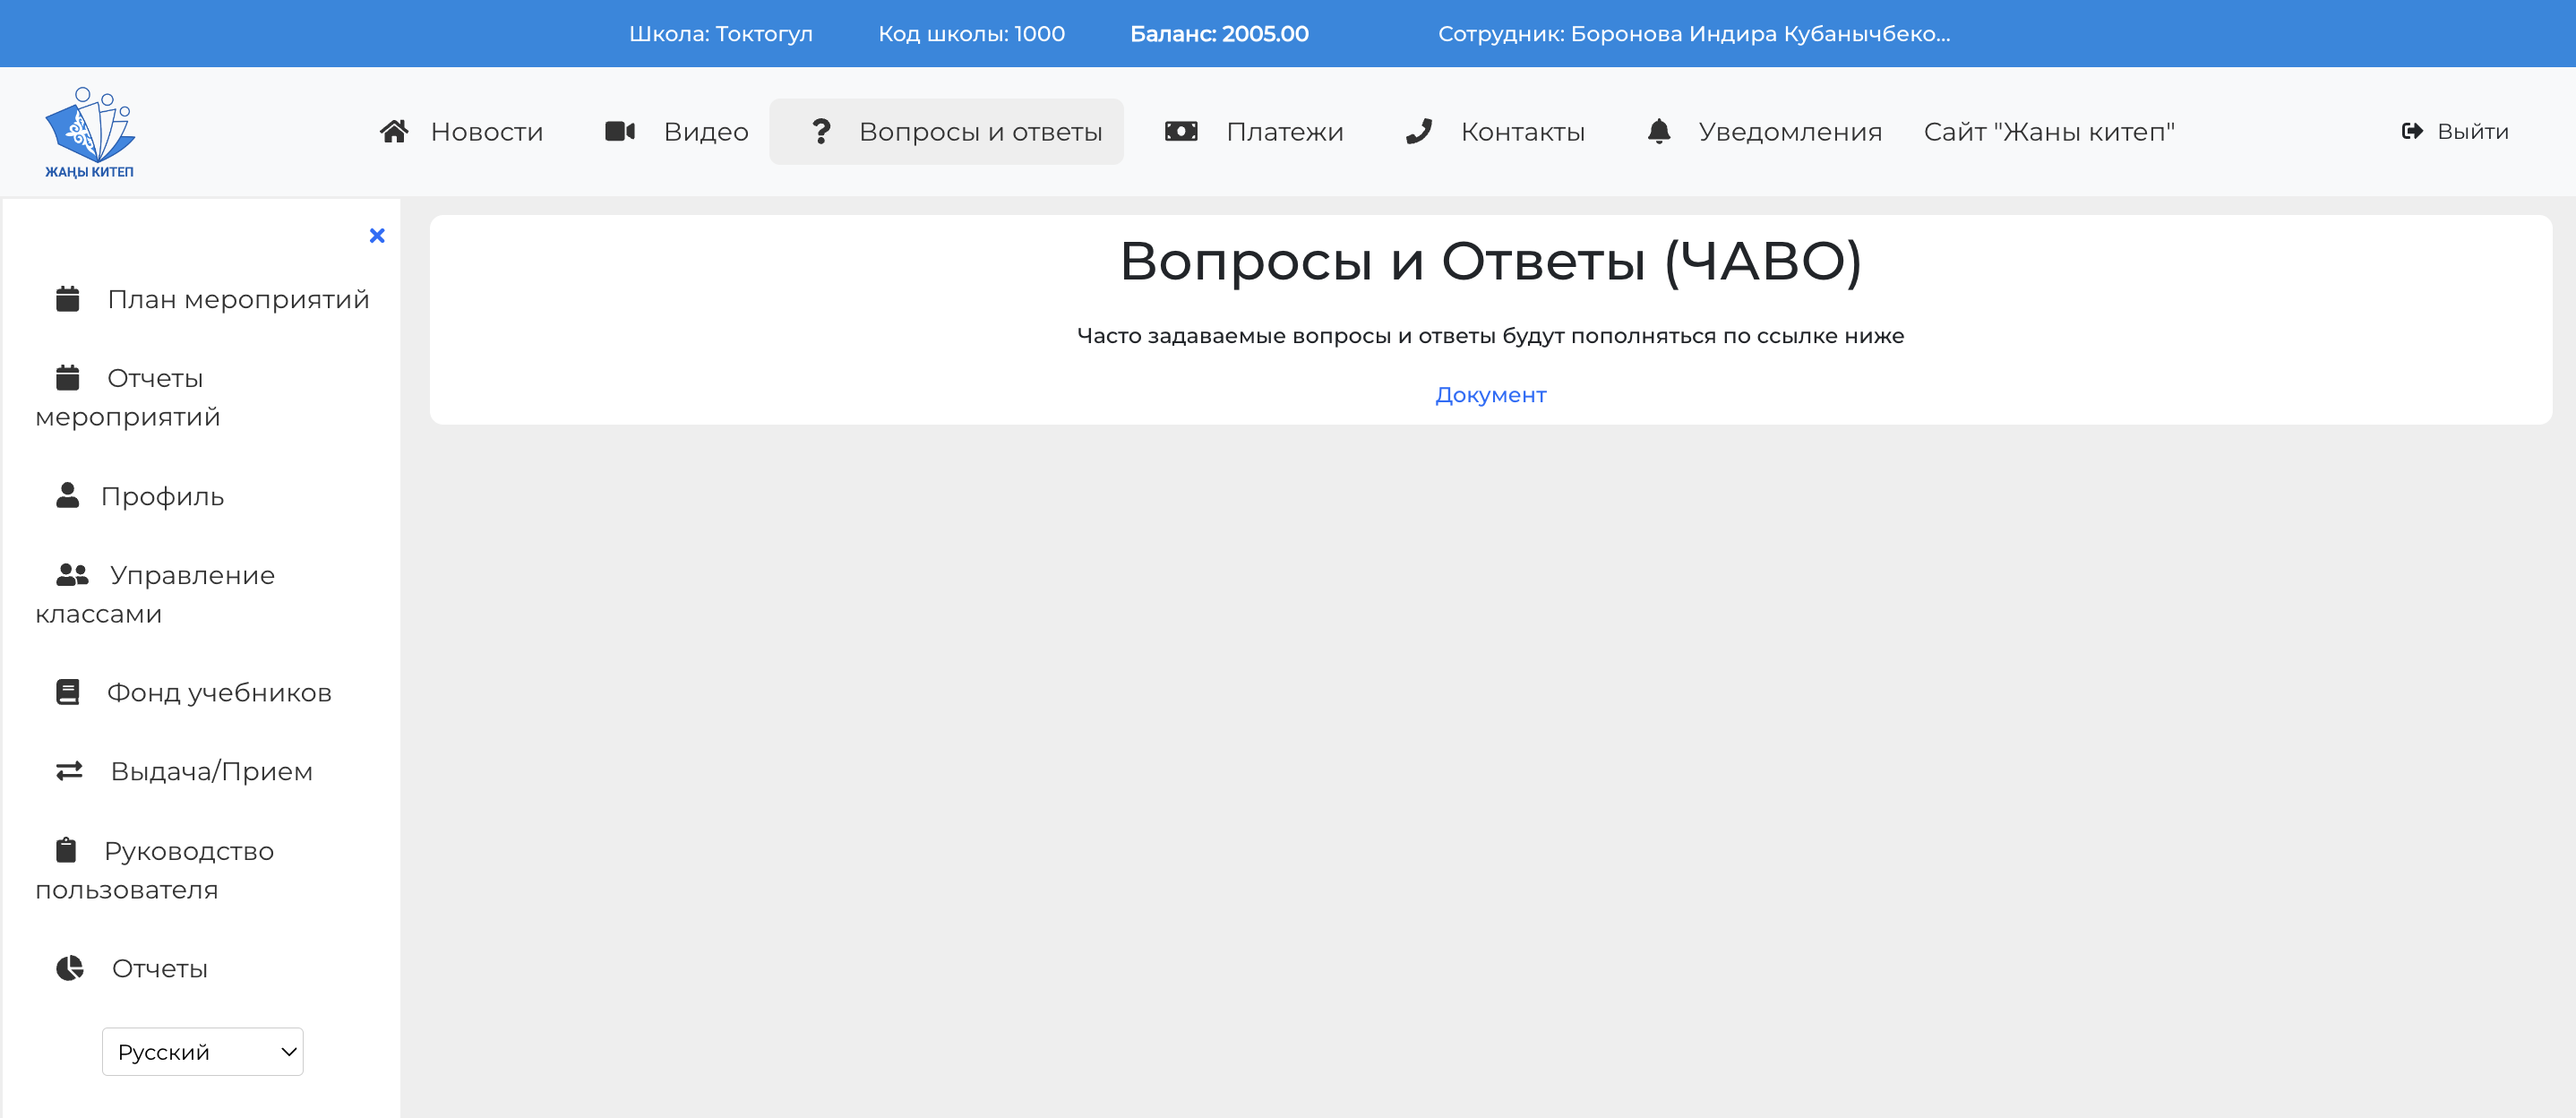 Школа: Токтогул Код школы: 1000 Баланс: 2005.00 Сотрудник: Боронова Индира Кубанычбеко...
ЖАҢЫ КИТЕП
Новости Видео Вопросы и ответы Платежи Контакты Уведомления Сайт "Жаны китеп" Выйти
План мероприятий
Отчеты
мероприятий
Профиль
Управление
классами
Фонд учебников
Выдача/Прием
Руководство
пользователя
Отчеты
Русский
Вопросы и Ответы (ЧАВО)
Часто задаваемые вопросы и ответы будут пополняться по ссылке ниже
Документ